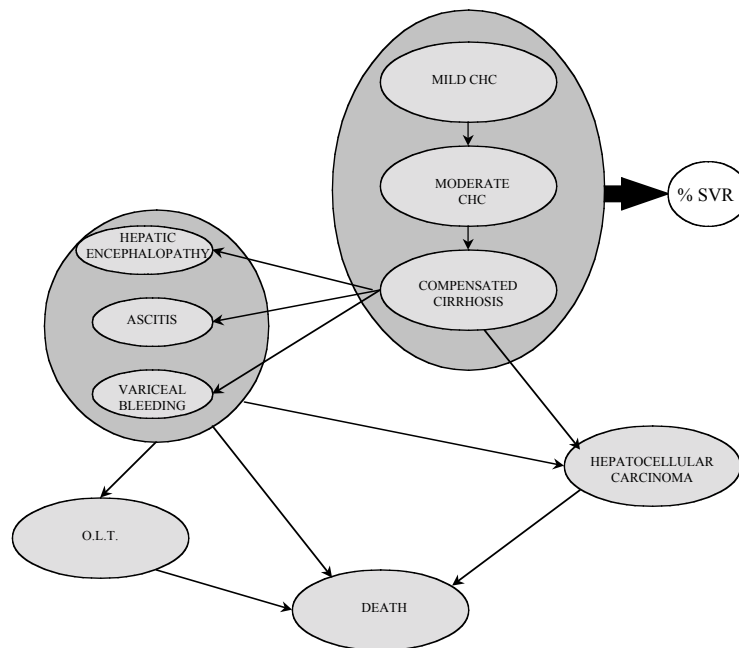 MILD CHC
MODERATE
CHC
% SVR
HEPATIC
ENCEPHALOPATHY
COMPENSATED
CIRRHOSIS
ASCITIS
VARICEAL
BLEEDING
HEPATOCELLULAR
CARCINOMA
O.L.T.
DEATH